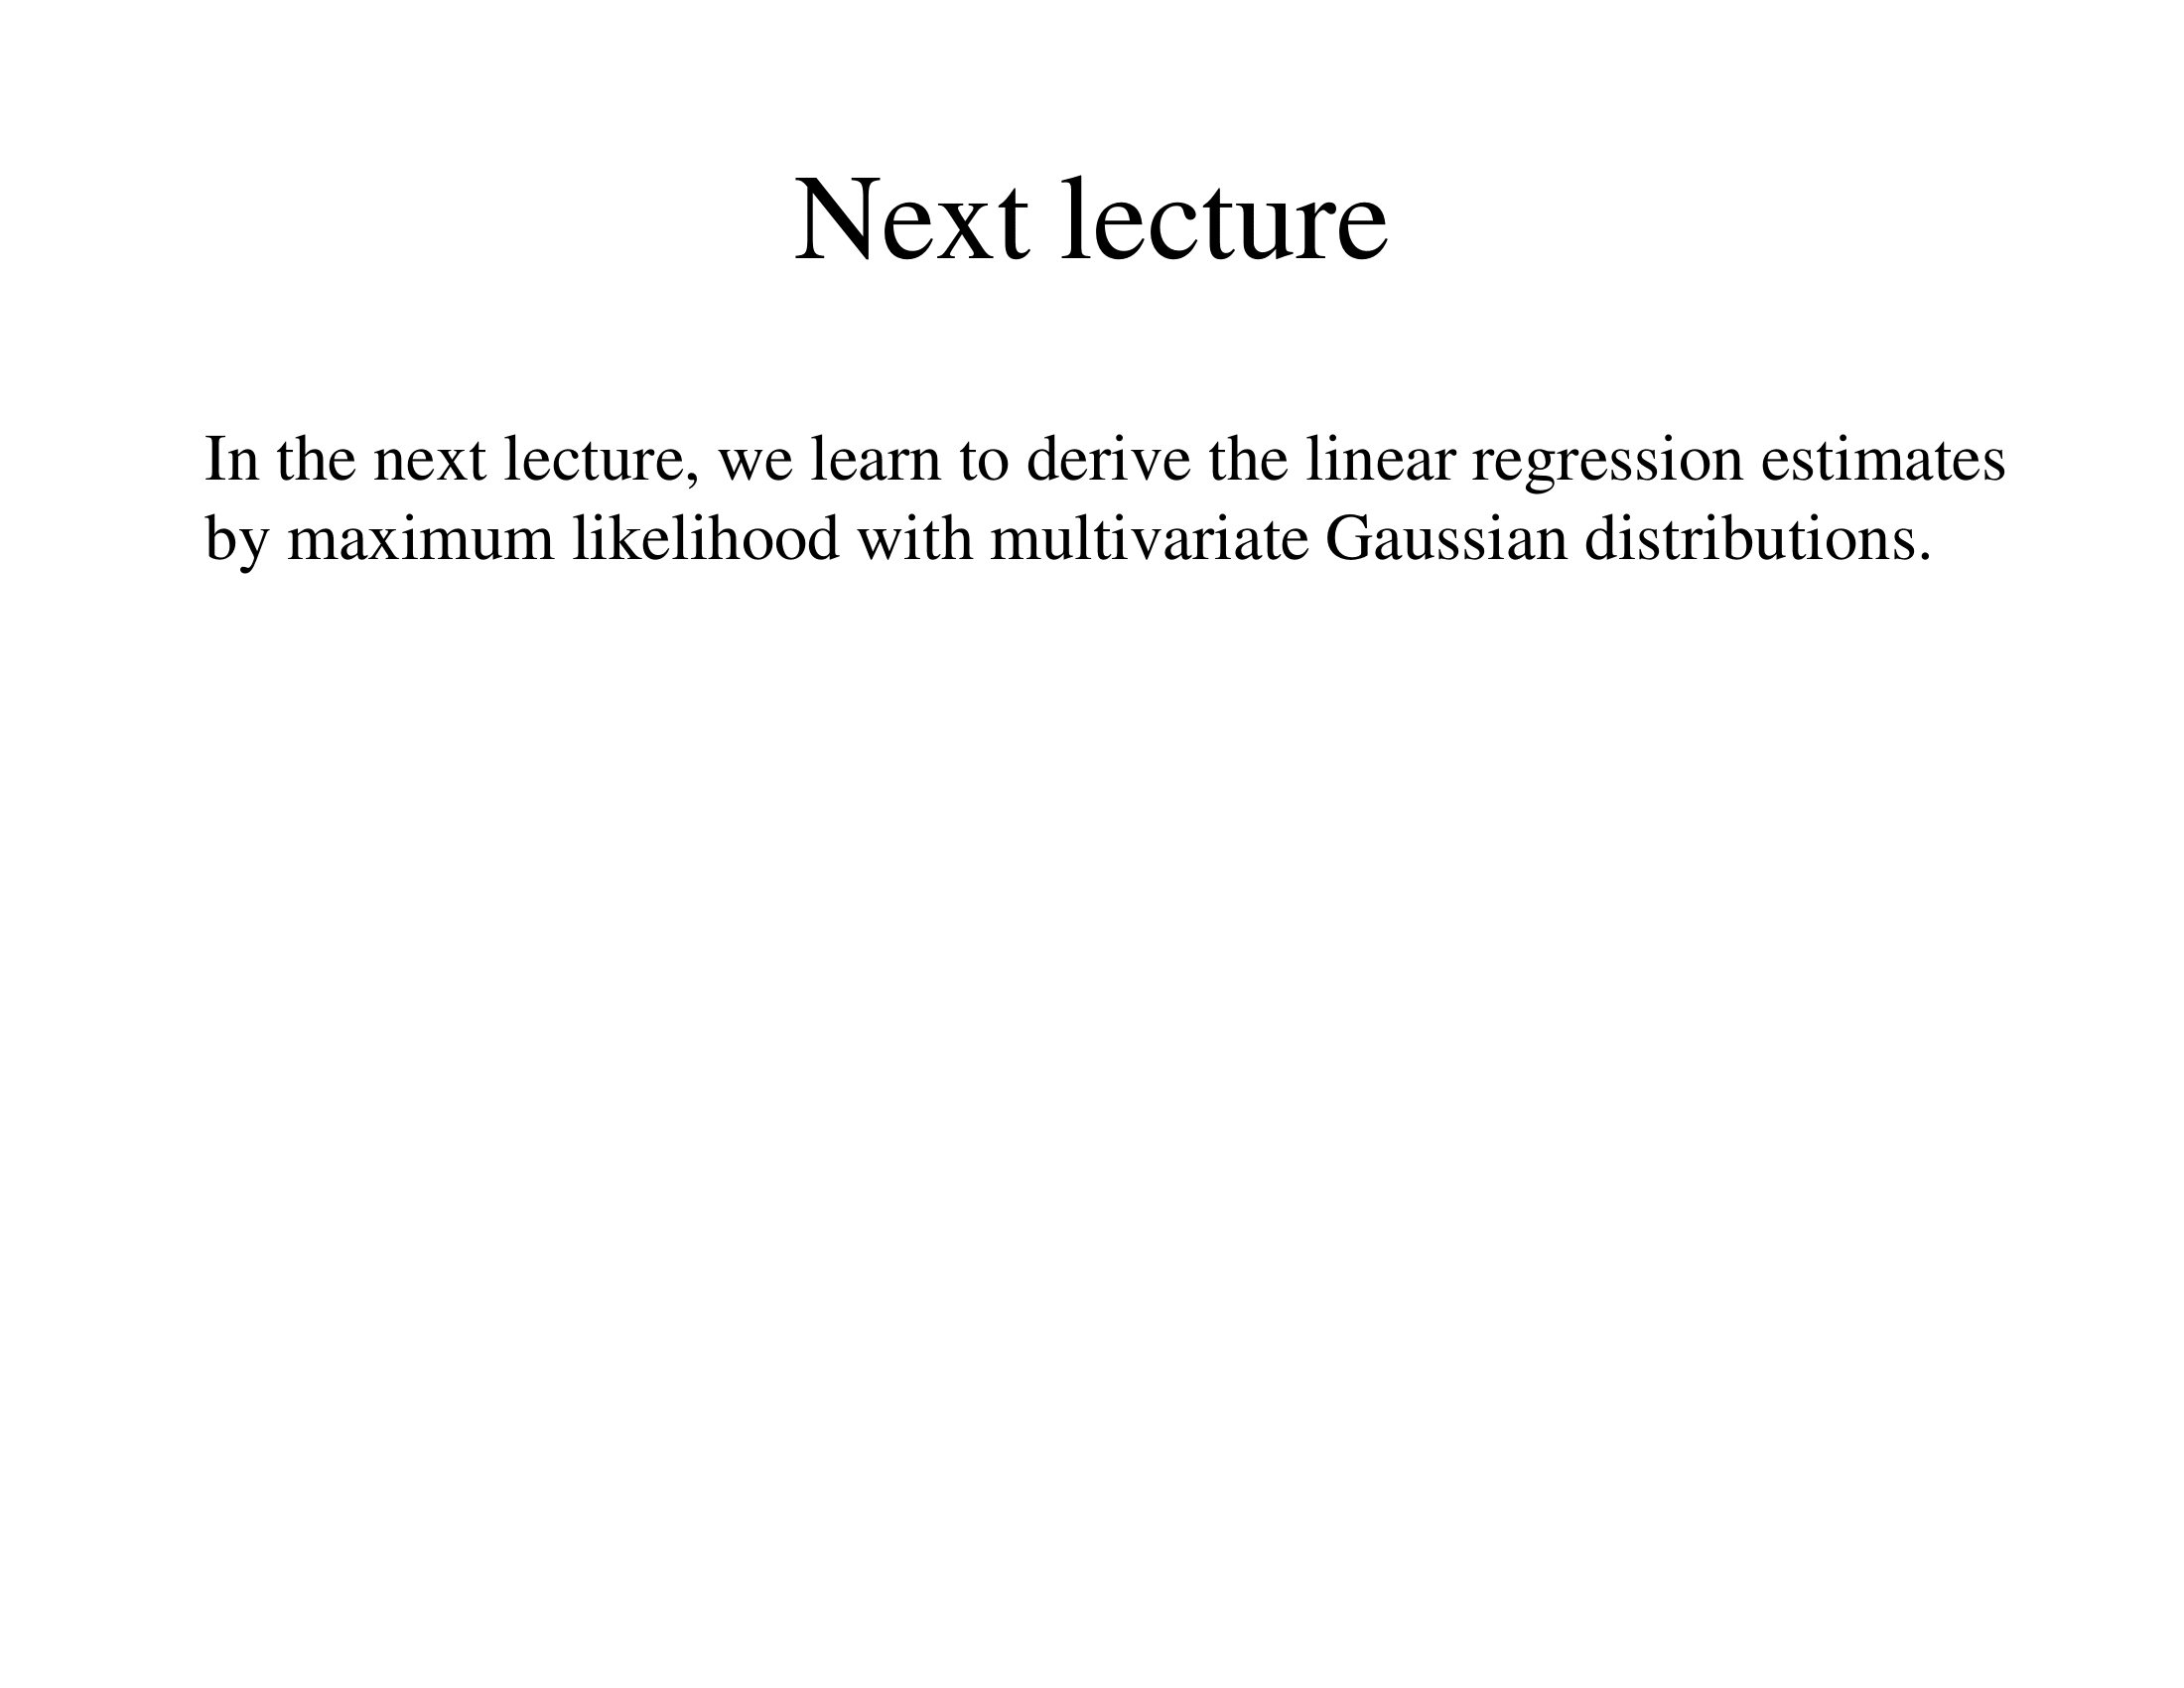 Next lecture
In the next lecture, we learn to derive the linear regression estimates
by maximum likelihood with multivariate Gaussian distributions.